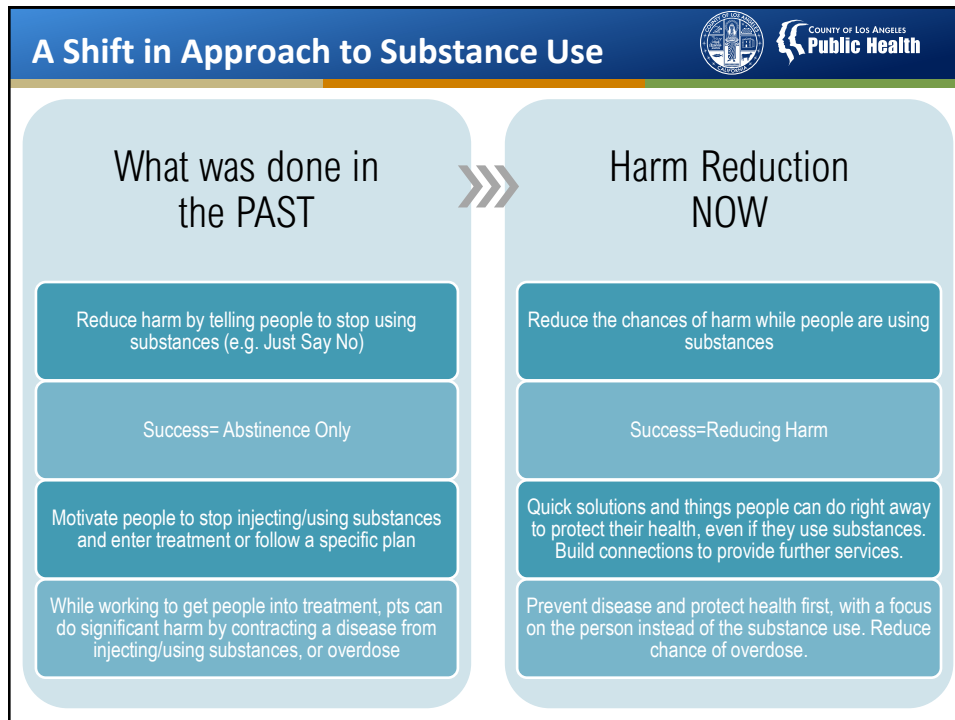 A Shift in Approach to Substance Use
COUNTY OF LOS ANGELES
Public Health
What was done in
the PAST
Reduce harm by telling people to stop using
substances (e.g. Just Say No)
Success= Abstinence Only
Motivate people to stop injecting/using substances
and enter treatment or follow a specific plan
While working to get people into treatment, pts can
do significant harm by contracting a disease from
injecting/using substances, or overdose
Harm Reduction
NOW
Reduce the chances of harm while people are using
substances
Success=Reducing Harm
Quick solutions and things people can do right away
to protect their health, even if they use substances.
Build connections to provide further services.
Prevent disease and protect health first, with a focus
on the person instead of the substance use. Reduce
chance of overdose.